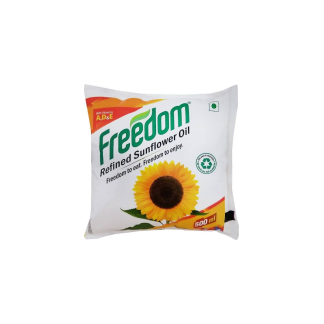 A,D&E
Freedom
Refined Sunflower Oil
Freedom to eat. Freedom to enjoy.
500 ml